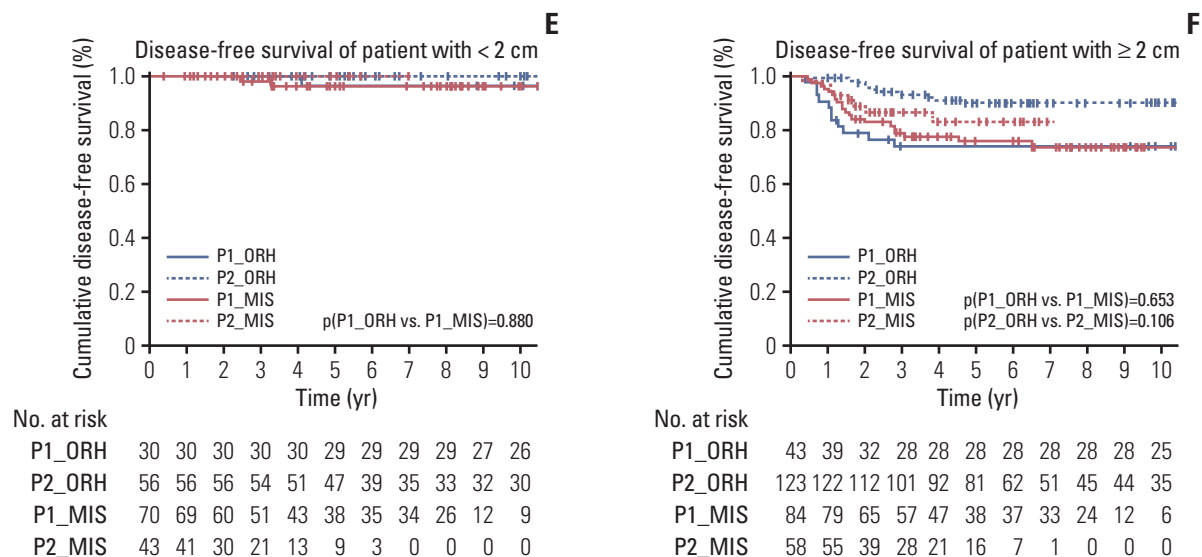 E
Disease-free survival of patient with < 2 cm
Cumulative disease-free survival (%)
1.0
0.8
0.6
0.4
0.2
0
P1_ORH
P2_ORH
P1_MIS
P2_MIS
p(P1_ORH vs. P1_MIS)=0.880
0 1 2 3 4 5 6 7 8 9 10
Time (yr)
No. at risk
P1_ORH 30 30 30 30 30 29 29 29 29 27 26
P2_ORH 56 56 56 54 51 47 39 35 33 32 30
P1_MIS 70 69 60 51 43 38 35 34 26 12 9
P2_MIS 43 41 30 21 13 9 3 0 0 0 0
F
Disease-free survival of patient with ≥ 2 cm
Cumulative disease-free survival (%)
1.0
0.8
0.6
0.4
0.2
0
P1_ORH
P2_ORH
P1_MIS
P2_MIS
p(P1_ORH vs. P1_MIS)=0.653
p(P2_ORH vs. P2_MIS)=0.106
0 1 2 3 4 5 6 7 8 9 10
Time (yr)
No. at risk
P1_ORH 43 39 32 28 28 28 28 28 28 28 25
P2_ORH 123 122 112 101 92 81 62 51 45 44 35
P1_MIS 84 79 65 57 47 38 37 33 24 12 6
P2_MIS 58 55 39 28 21 16 7 1 0 0 0